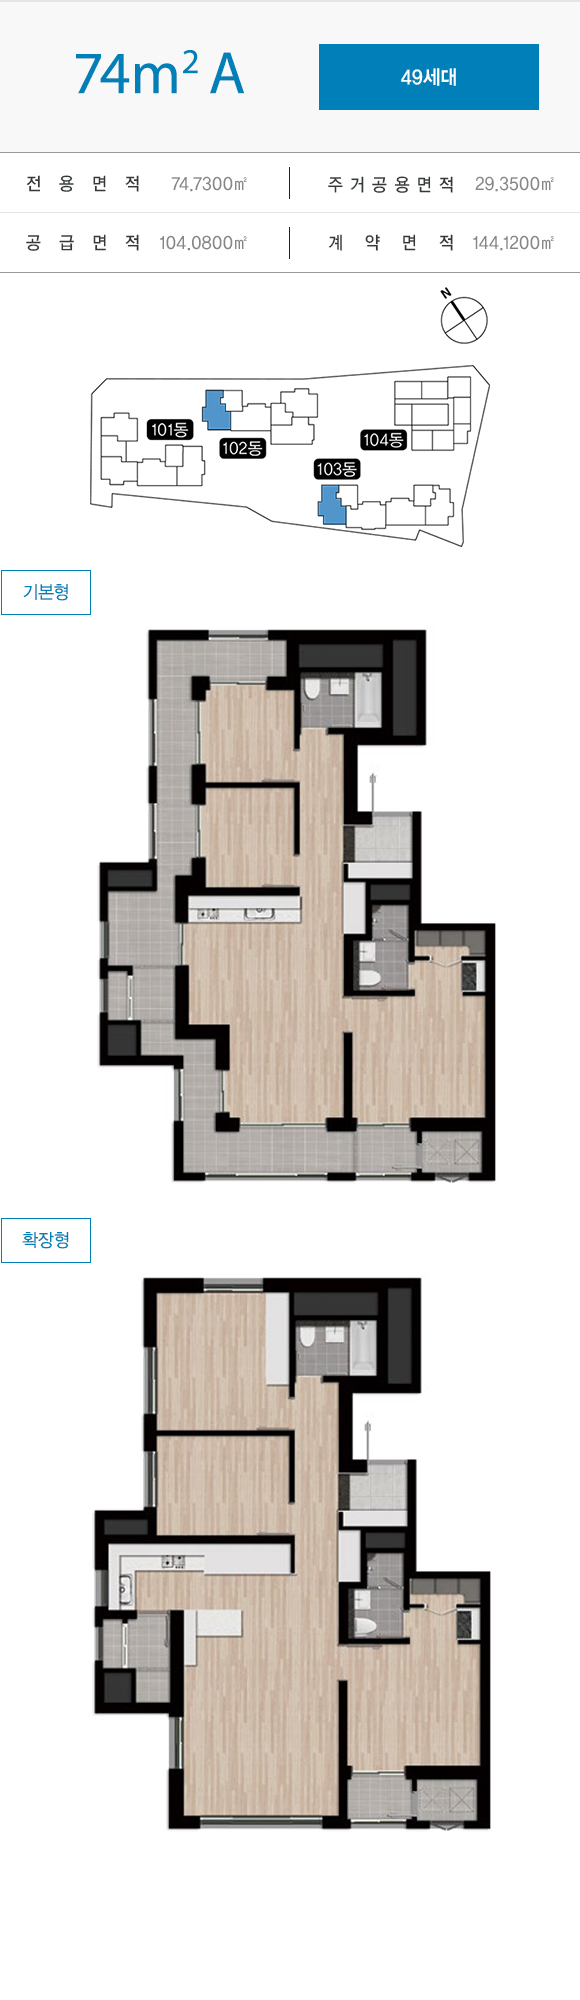 74m² A
49세대
전용면적 74.7300㎡
주거공용면적 29.3500㎡
공급면적 104.0800㎡
계약면적 144.1200㎡
N
101동
102동
103동
104동
기본형
확장형